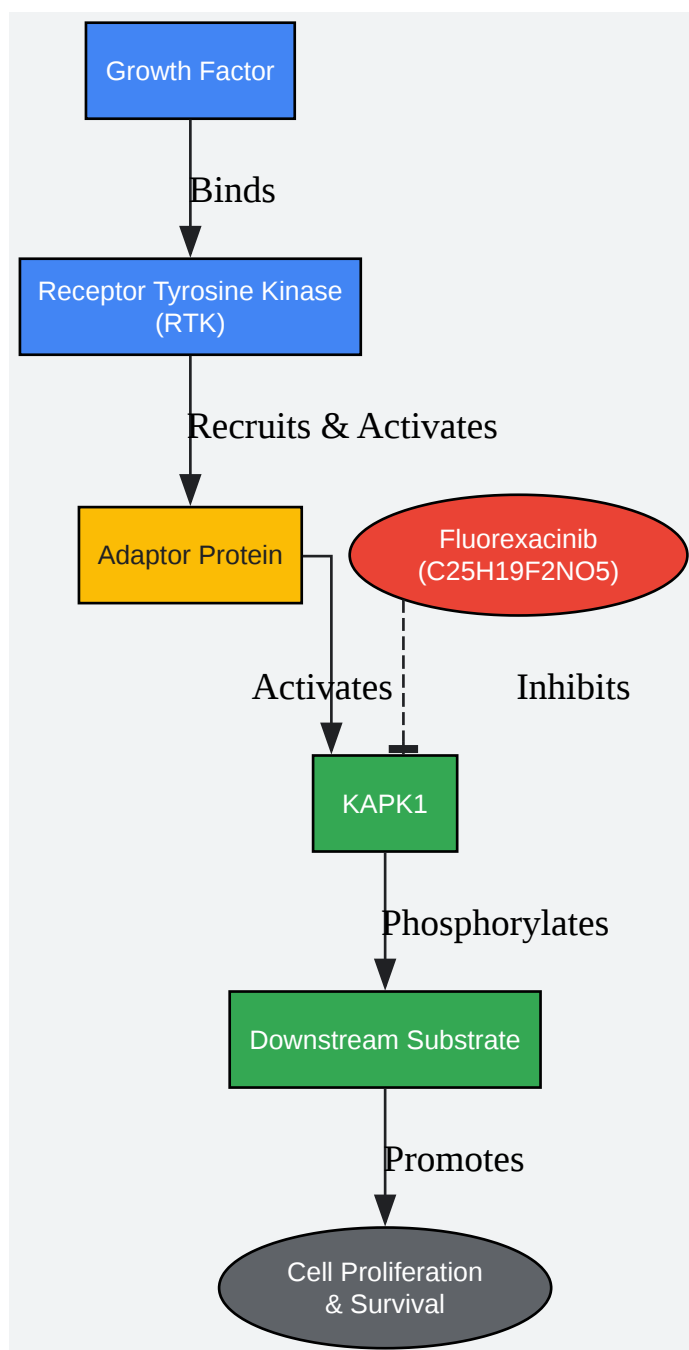 Growth Factor
Binds
Receptor Tyrosine Kinase
(RTK)
Recruits & Activates
Adaptor Protein
Fluorexacinib
(C25H19F2NO5)
Activates
Inhibits
KAPK1
Phosphorylates
Downstream Substrate
Promotes
Cell Proliferation
& Survival